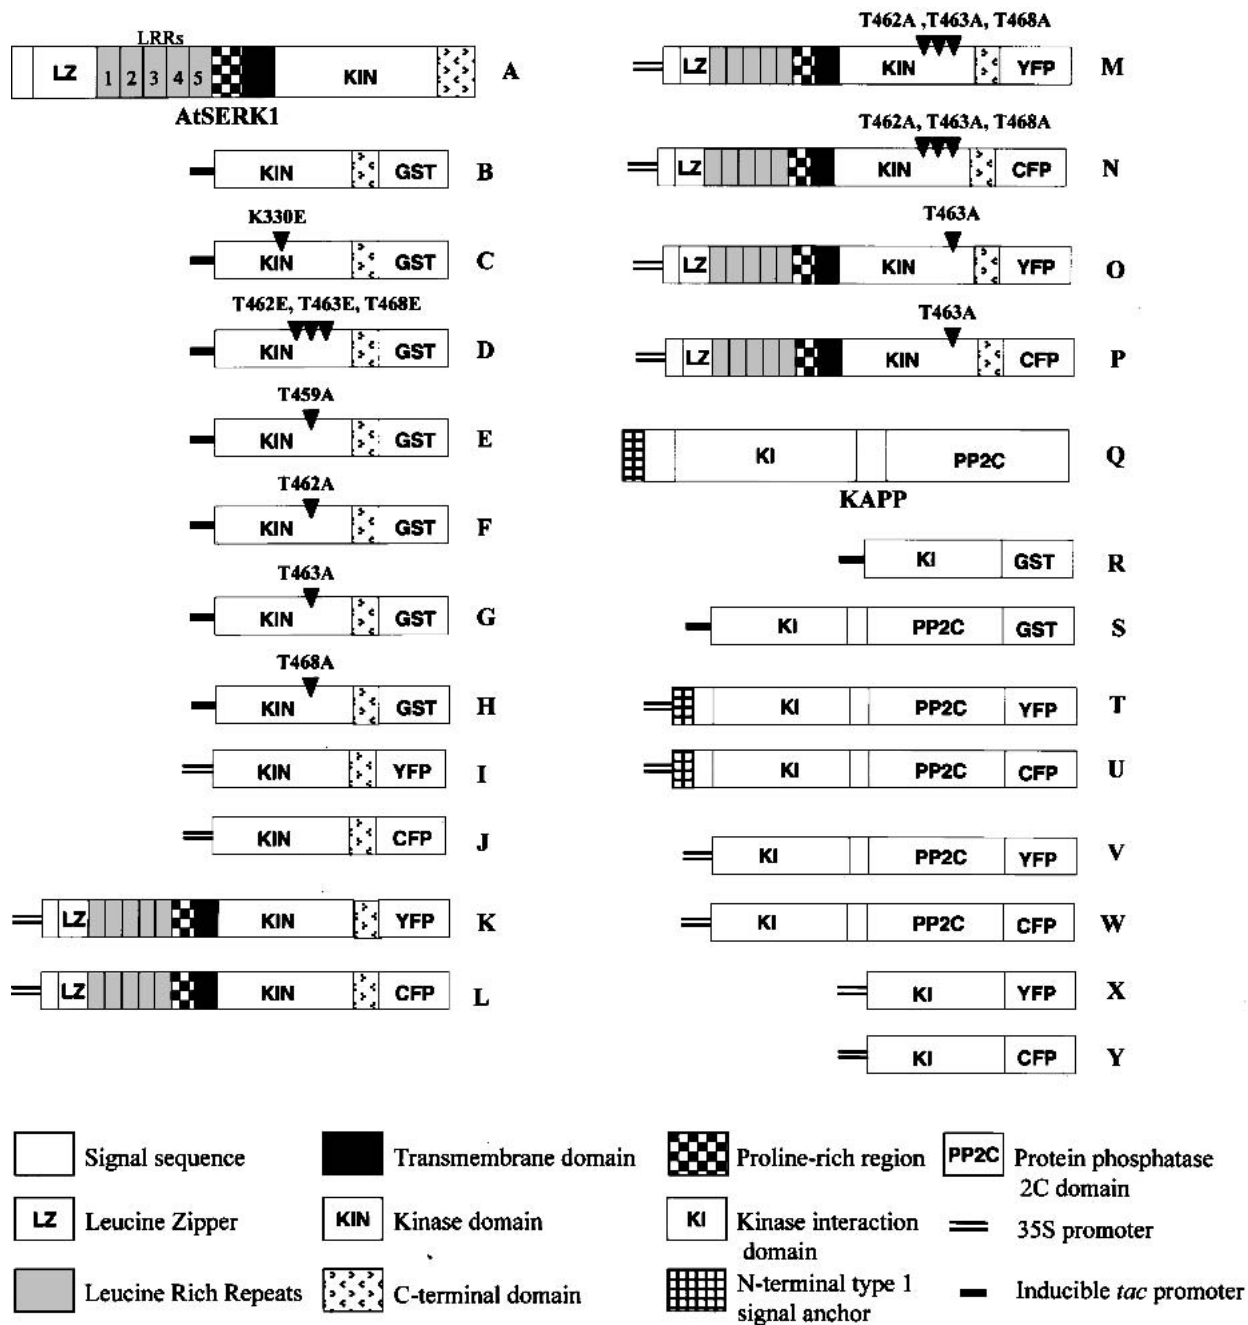 LRRs
LZ 1 2 3 4 5 KIN A
AtSERK1
KIN GST B
K330E
KIN GST C
T462E, T463E, T468E
KIN GST D
T459A
KIN GST E
T462A
KIN GST F
T463A
KIN GST G
T468A
KIN GST H
KIN YFP I
KIN CFP J
LZ KIN YFP K
LZ KIN CFP L
T462A ,T463A, T468A
LZ KIN YFP M
T462A, T463A, T468A
LZ KIN CFP N
T463A
LZ KIN YFP O
T463A
LZ KIN CFP P
KI PP2C Q
KAPP
KI GST R
KI PP2C GST S
KI PP2C YFP T
KI PP2C CFP U
KI PP2C YFP V
KI PP2C CFP W
KI YFP X
KI CFP Y
Signal sequence
Transmembrane domain
Proline-rich region
PP2C Protein phosphatase
2C domain
LZ Leucine Zipper
KIN Kinase domain
KI Kinase interaction
domain
35S promoter
Leucine Rich Repeats
C-terminal domain
N-terminal type 1
signal anchor
Inducible tac promoter